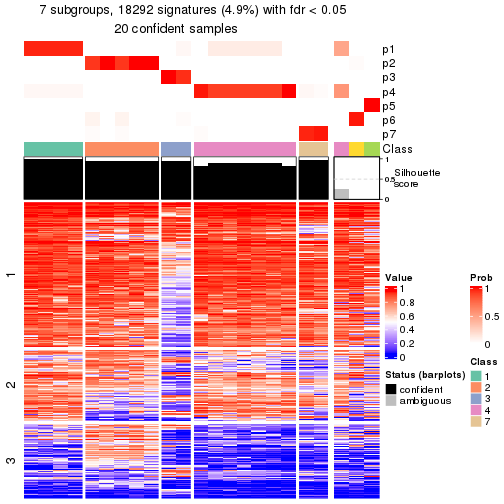 7 subgroups, 18292 signatures (4.9%) with fdr < 0.05
20 confident samples
p1
p2
p3
p4
p5
p6
p7
Class
1
0.5
0
Silhouette
score
1
2
3
Value
1
0.8
0.6
0.4
0.2
0
Status (barplots)
confident
ambiguous
Prob
1
0.5
0
Class
1
2
3
4
7